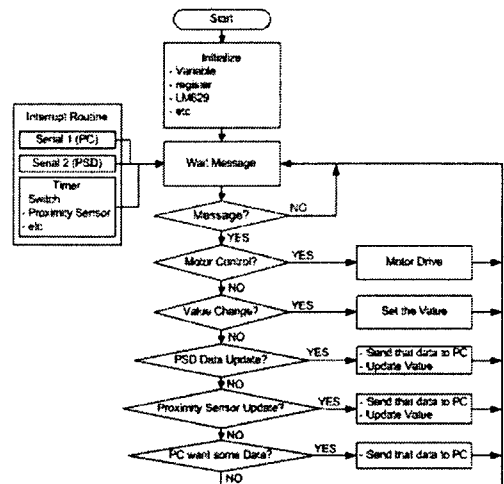 Start
Initialize
- Variable
- register
- LM629
- etc
Interrupt Routine
Serial 1 (PC)
Serial 2 (PSD)
Timer
Switch
- Proximity Sensor
- etc
Wait Message
Message?
NO
YES
Motor Control?
YES
Motor Drive
NO
Value Change?
YES
Set the Value
NO
PSD Data Update?
YES
- Send that data to PC
- Update Value
NO
Proximity Sensor Update?
YES
- Send that data to PC
- Update Value
NO
PC want some Data?
YES
- Send that data to PC
NO